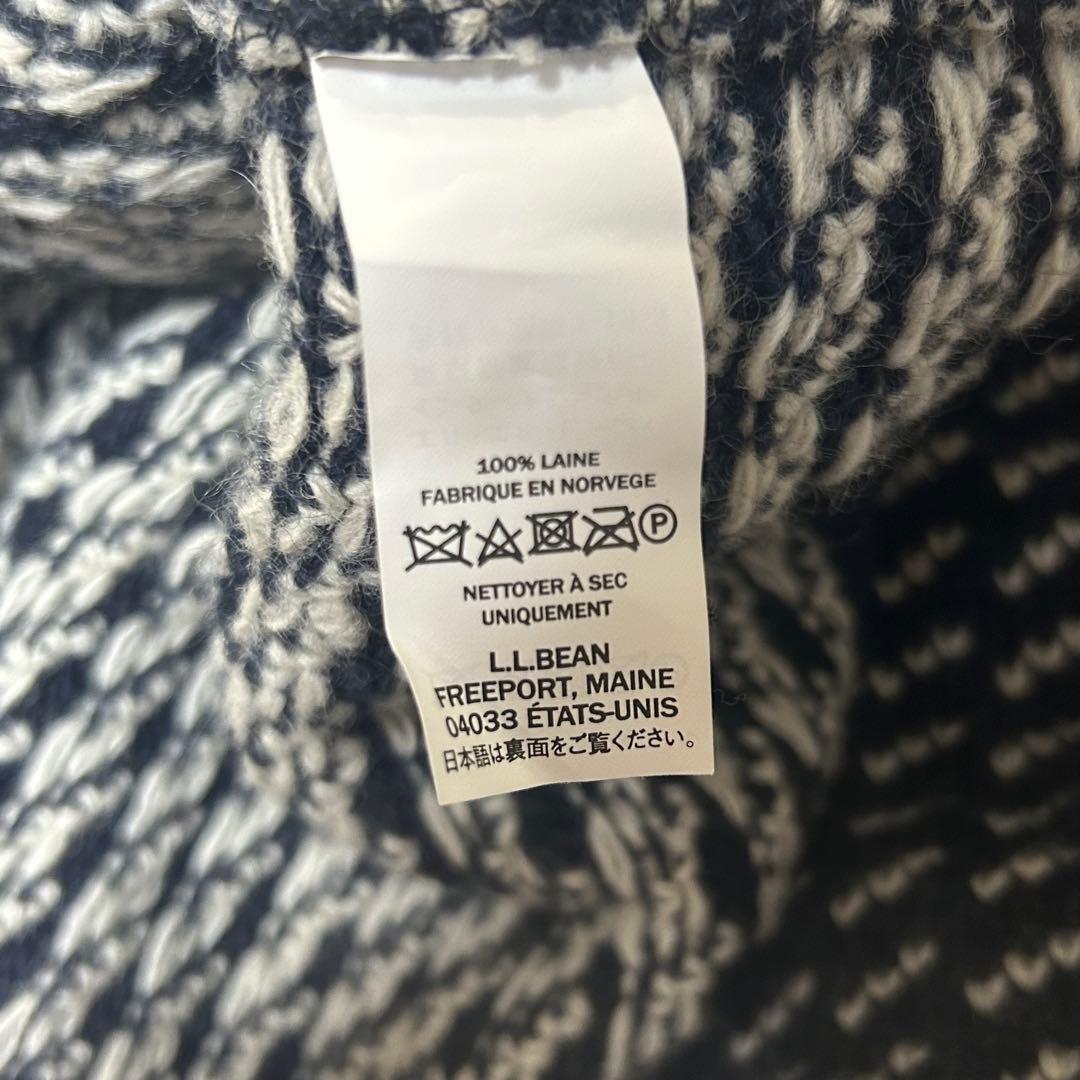 100% LAINE
FABRIQUE EN NORVEGE
P
NETTOYER À SEC
UNIQUEMENT
L.L.BEAN
FREEPORT, MAINE
04033 ÉTATS-UNIS
日本語は裏面をご覧ください。